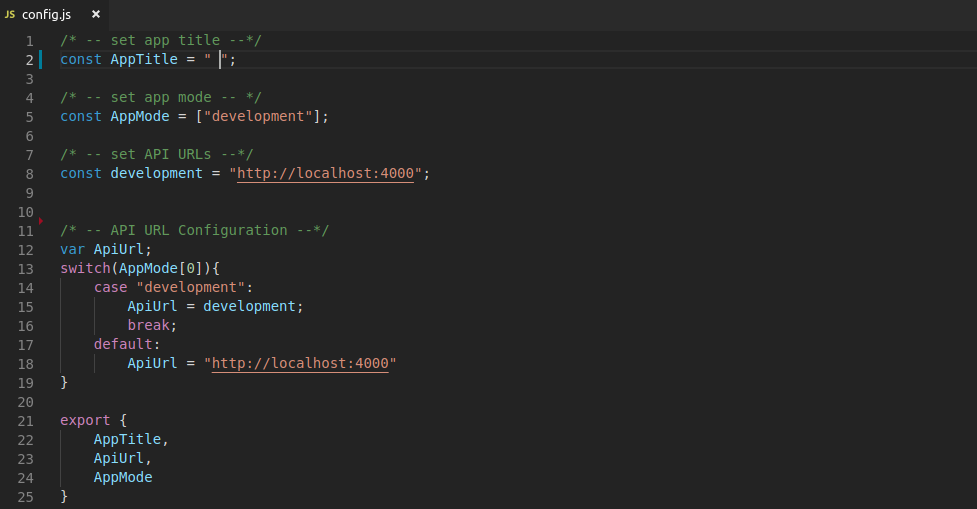 JS config.js ×
1 /* -- set app title --*/
2 const AppTitle = " ";
3
4 /* -- set app mode -- */
5 const AppMode = ["development"];
6
7 /* -- set API URLs --*/
8 const development = "http://localhost:4000";
9
10
11 /* -- API URL Configuration --*/
12 var ApiUrl;
13 switch(AppMode[0]){
14     case "development":
15         ApiUrl = development;
16         break;
17     default:
18         ApiUrl = "http://localhost:4000"
19 }
20
21 export {
22     AppTitle,
23     ApiUrl,
24     AppMode
25 }